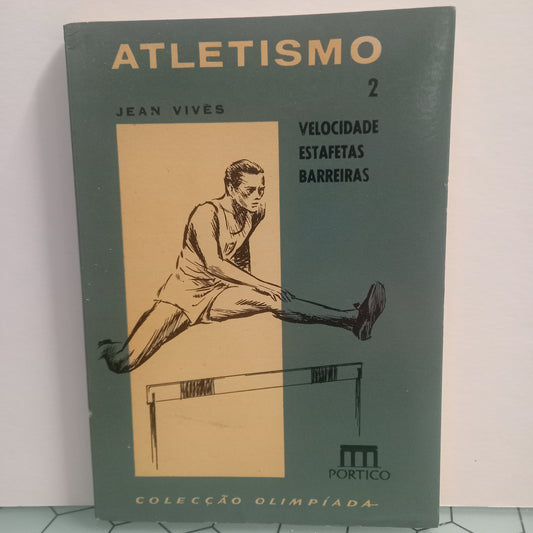 ATLETISMO
2
JEAN VIVÈS
VELOCIDADE
ESTAFETAS
BARREIRAS
PORTICO
COLECÇÃO OLIMPÍADA